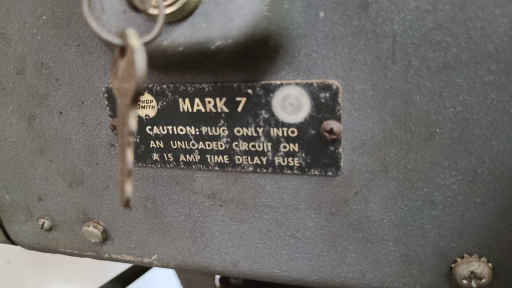 SHOP
SMITH
MARK 7
CAUTION: PLUG ONLY INTO
AN UNLOADED CIRCUIT ON
A 15 AMP TIME DELAY FUSE